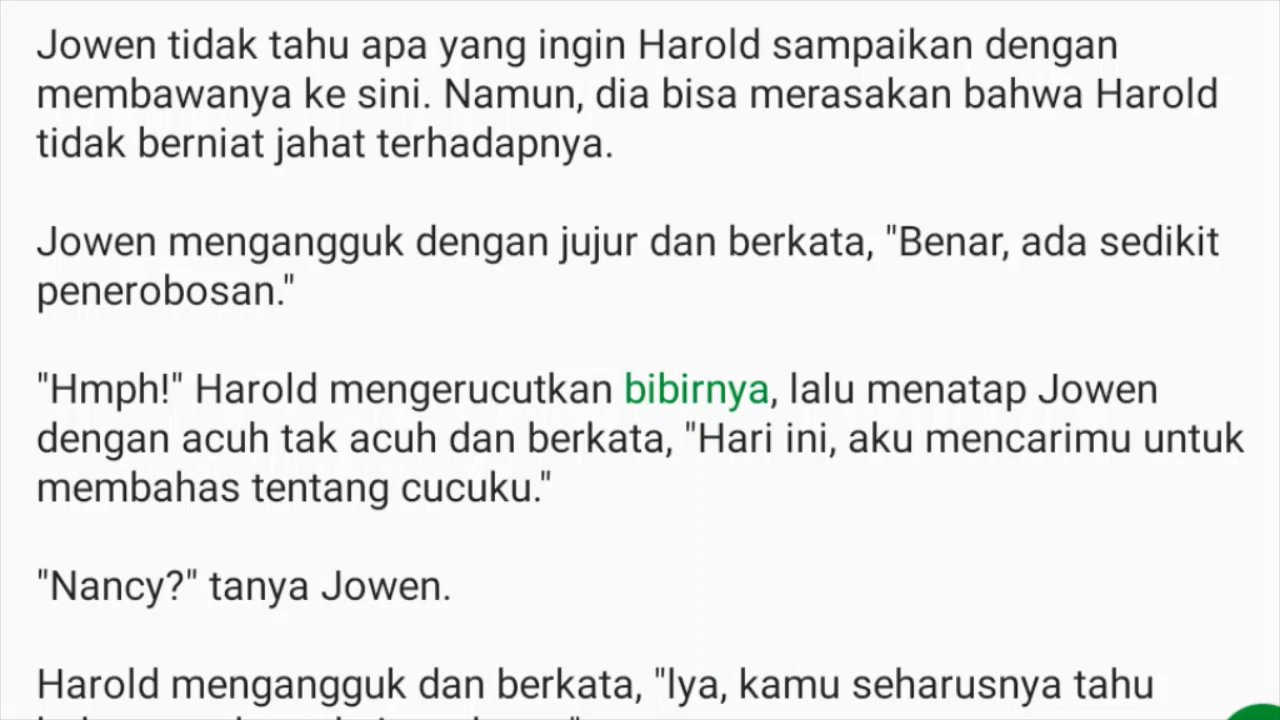 Jowen tidak tahu apa yang ingin Harold sampaikan dengan
membawanya ke sini. Namun, dia bisa merasakan bahwa Harold
tidak berniat jahat terhadapnya.
Jowen mengangguk dengan jujur dan berkata, "Benar, ada sedikit
penerobosan."
"Hmph!" Harold mengerucutkan bibirnya, lalu menatap Jowen
dengan acuh tak acuh dan berkata, "Hari ini, aku mencarimu untuk
membahas tentang cucuku."
"Nancy?" tanya Jowen.
Harold mengangguk dan berkata, "Iya, kamu seharusnya tahu